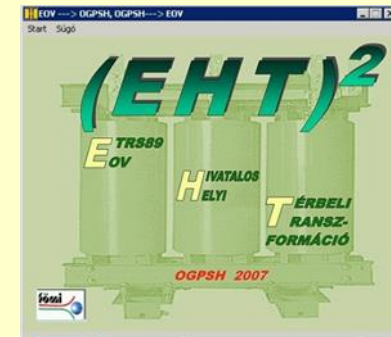 EOV ---> OGPSH, OGPSH---> EOV
Start Súgó
(EHT)²
ETRS89
EOV
HIVATALOS
HELYI
TÉRBELI
TRANSZ-
FORMÁCIÓ
OGPSH 2007
fömi